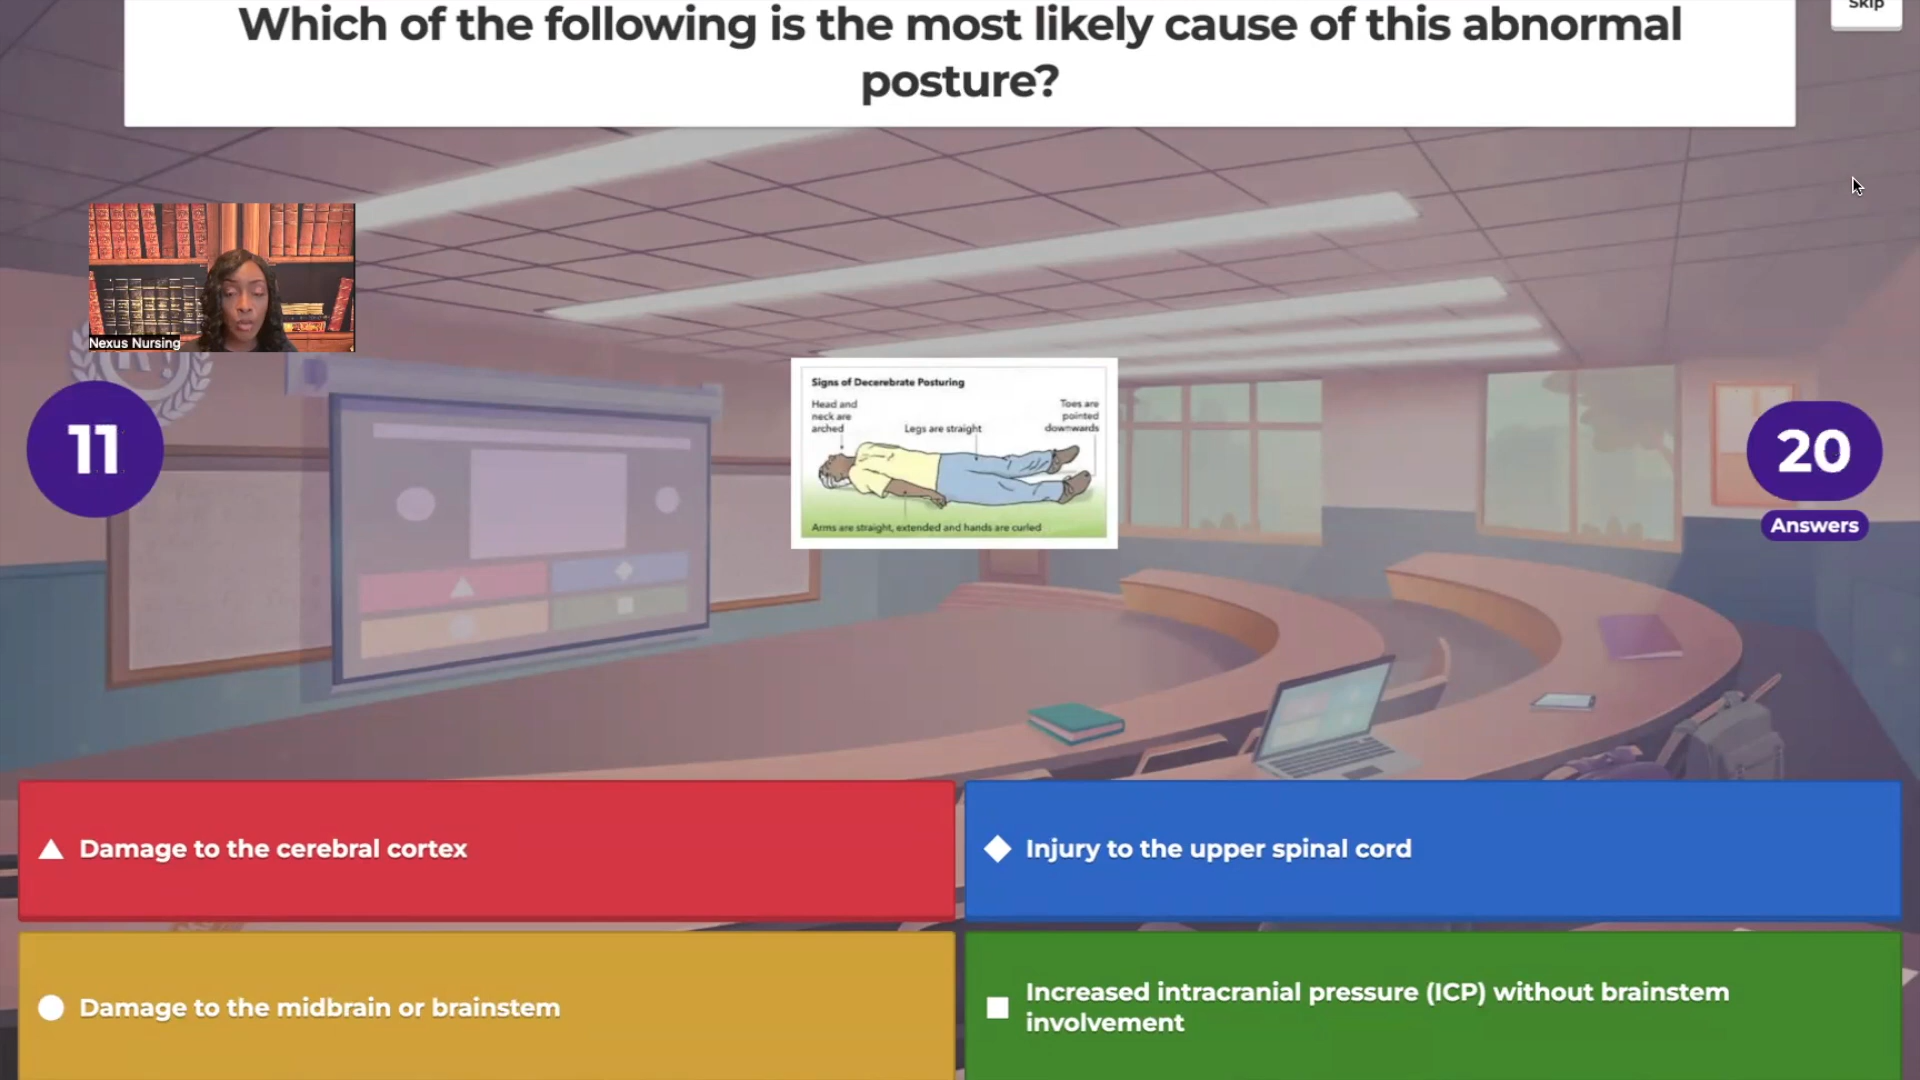 Which of the following is the most likely cause of this abnormal
posture?
Skip
Nexus Nursing
11
Signs of Decerebrate Posturing
Head and
neck are
arched
Legs are straight
Toes are
pointed
downwards
Arms are straight, extended and hands are curled
20
Answers
Damage to the cerebral cortex
Injury to the upper spinal cord
Damage to the midbrain or brainstem
Increased intracranial pressure (ICP) without brainstem
involvement